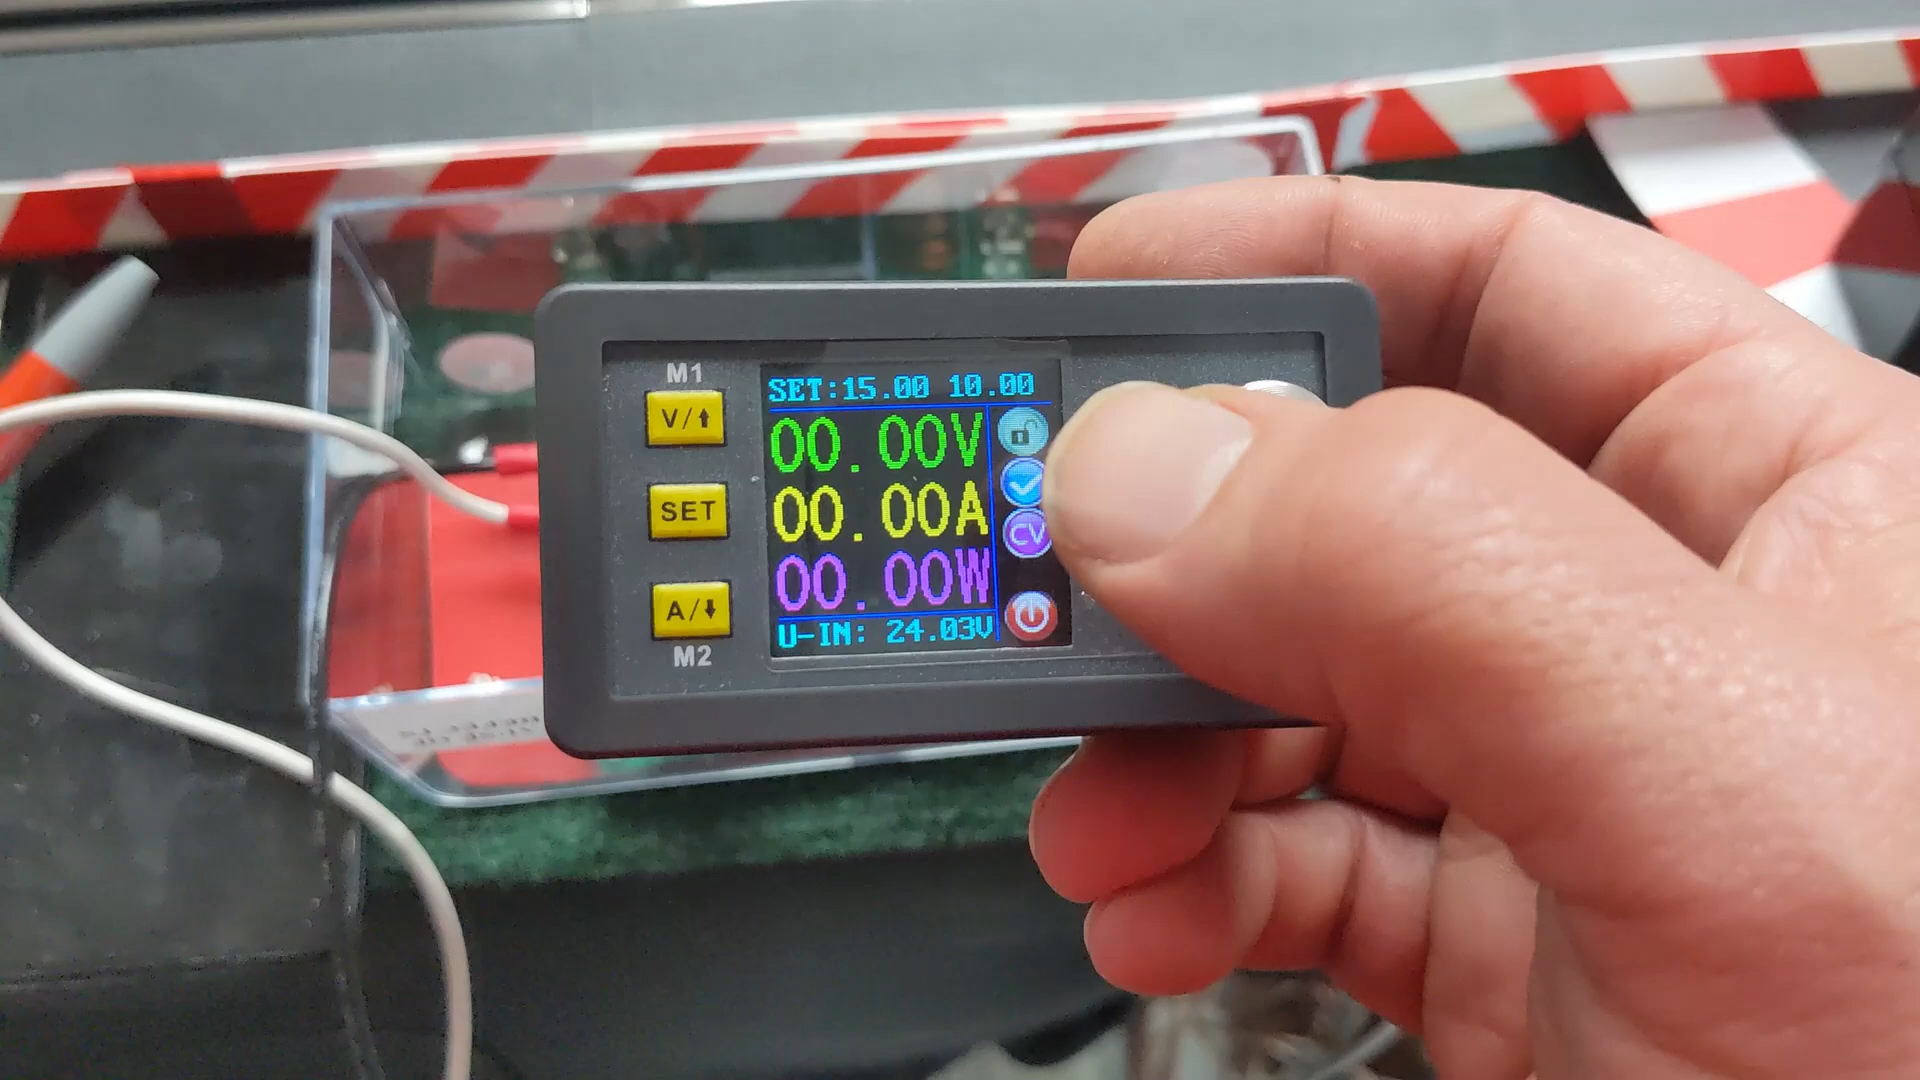 M1
V/⬆
SET
A/⬇
M2
SET:15.00 10.00
00.00V
00.00A
00.00W
U-IN: 24.03V
CV